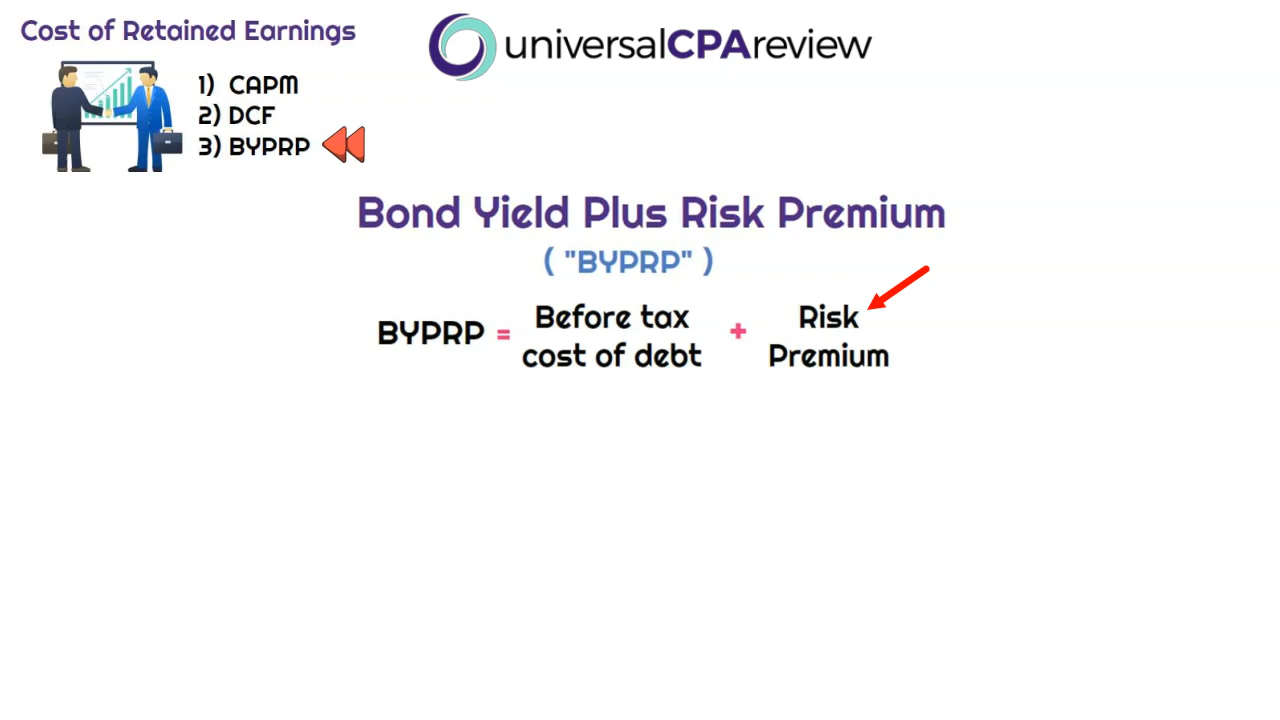 Cost of Retained Earnings
universalCPAreview
1) CAPM
2) DCF
3) BYPRP
Bond Yield Plus Risk Premium
( "BYPRP" )
BYPRP = Before tax cost of debt + Risk Premium